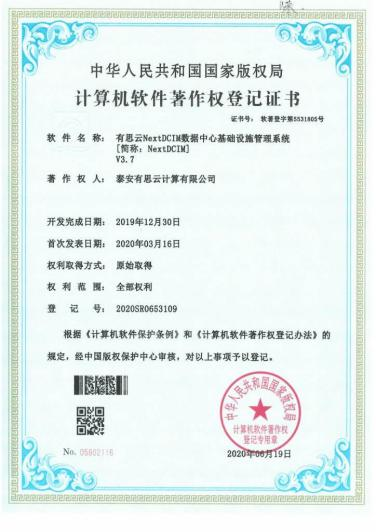 中华人民共和国国家版权局
计算机软件著作权登记证书
证书号： 软著登字第5531805号
软 件 名 称： 有思云NextDCIM数据中心基础设施管理系统
[简称：NextDCIM]
V3.7
著 作 权 人： 泰安有思云计算有限公司
开发完成日期： 2019年12月30日
首次发表日期： 2020年03月16日
权利取得方式： 原始取得
权 利 范 围： 全部权利
登 记 号： 2020SR0653109
根据《计算机软件保护条例》和《计算机软件著作权登记办法》的
规定，经中国版权保护中心审核，对以上事项予以登记。
中华人民共和国国家版权局
计算机软件著作权
登记专用章
No. 05902116
2020年06月19日